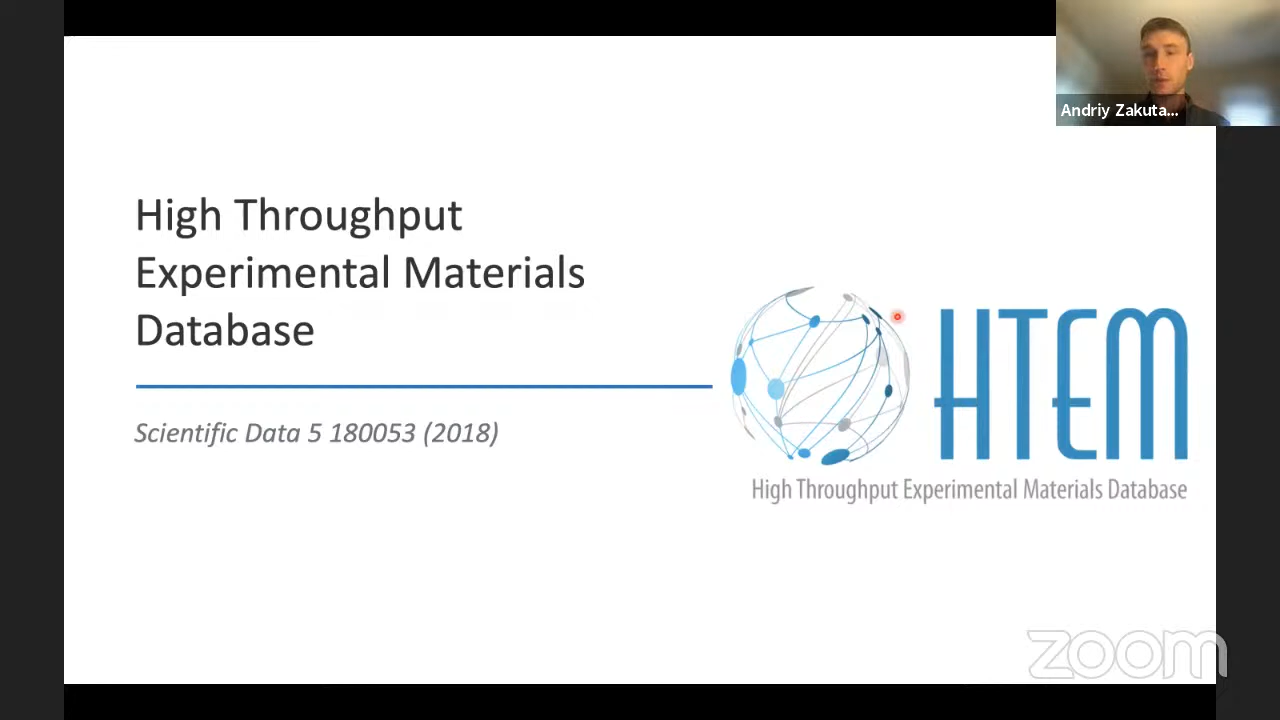 Andriy Zakuta...
High Throughput
Experimental Materials
Database
Scientific Data 5 180053 (2018)
HTEM
High Throughput Experimental Materials Database
zoom